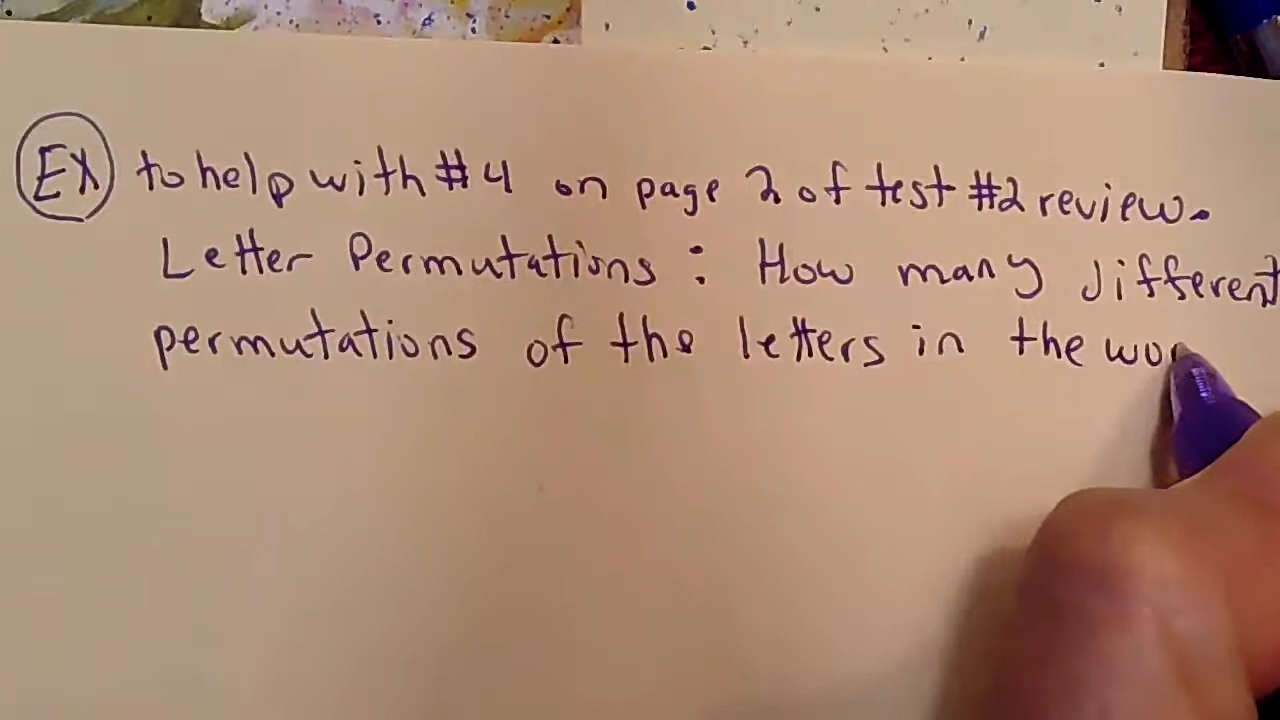 EX to help with #4 on page 2 of test #2 review.
Letter Permutations : How many different
permutations of the letters in the wor